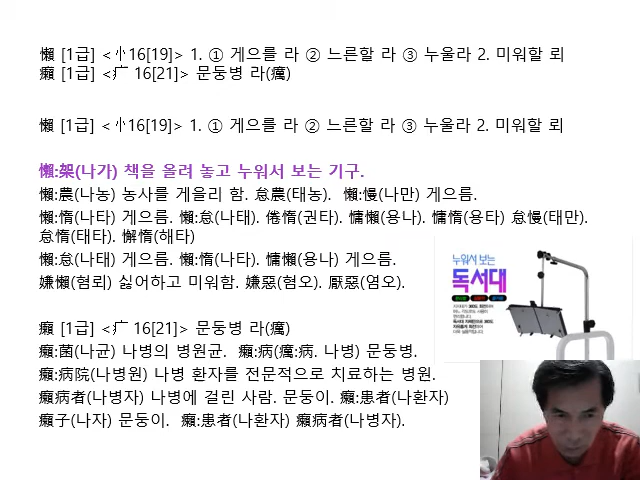 懶 [1급] <忄16[19]> 1. ① 게으를 라 ② 느른할 라 ③ 누울라 2. 미워할 뢰
癩 [1급] <疒 16[21]> 문둥병 라(癘)
懶 [1급] <忄16[19]> 1. ① 게으를 라 ② 느른할 라 ③ 누울라 2. 미워할 뢰
懶:架(나가) 책을 올려 놓고 누워서 보는 기구.
懶:農(나농) 농사를 게을리 함. 怠農(태농). 懶:慢(나만) 게으름.
懶:惰(나타) 게으름. 懶:怠(나태). 倦惰(권타). 慵懶(용나). 慵惰(용타) 怠慢(태만).
怠惰(태타). 懈惰(해타)
懶:怠(나태) 게으름. 懶:惰(나타). 慵懶(용나) 게으름.
嫌懶(혐뢰) 싫어하고 미워함. 嫌惡(혐오). 厭惡(염오).
누워서 보는
독서대
癩 [1급] <疒 16[21]> 문둥병 라(癘)
癩:菌(나균) 나병의 병원균. 癩:病(癘:病. 나병) 문둥병.
癩:病院(나병원) 나병 환자를 전문적으로 치료하는 병원.
癩病者(나병자) 나병에 걸린 사람. 문둥이. 癩:患者(나환자)
癩子(나자) 문둥이. 癩:患者(나환자) 癩病者(나병자).